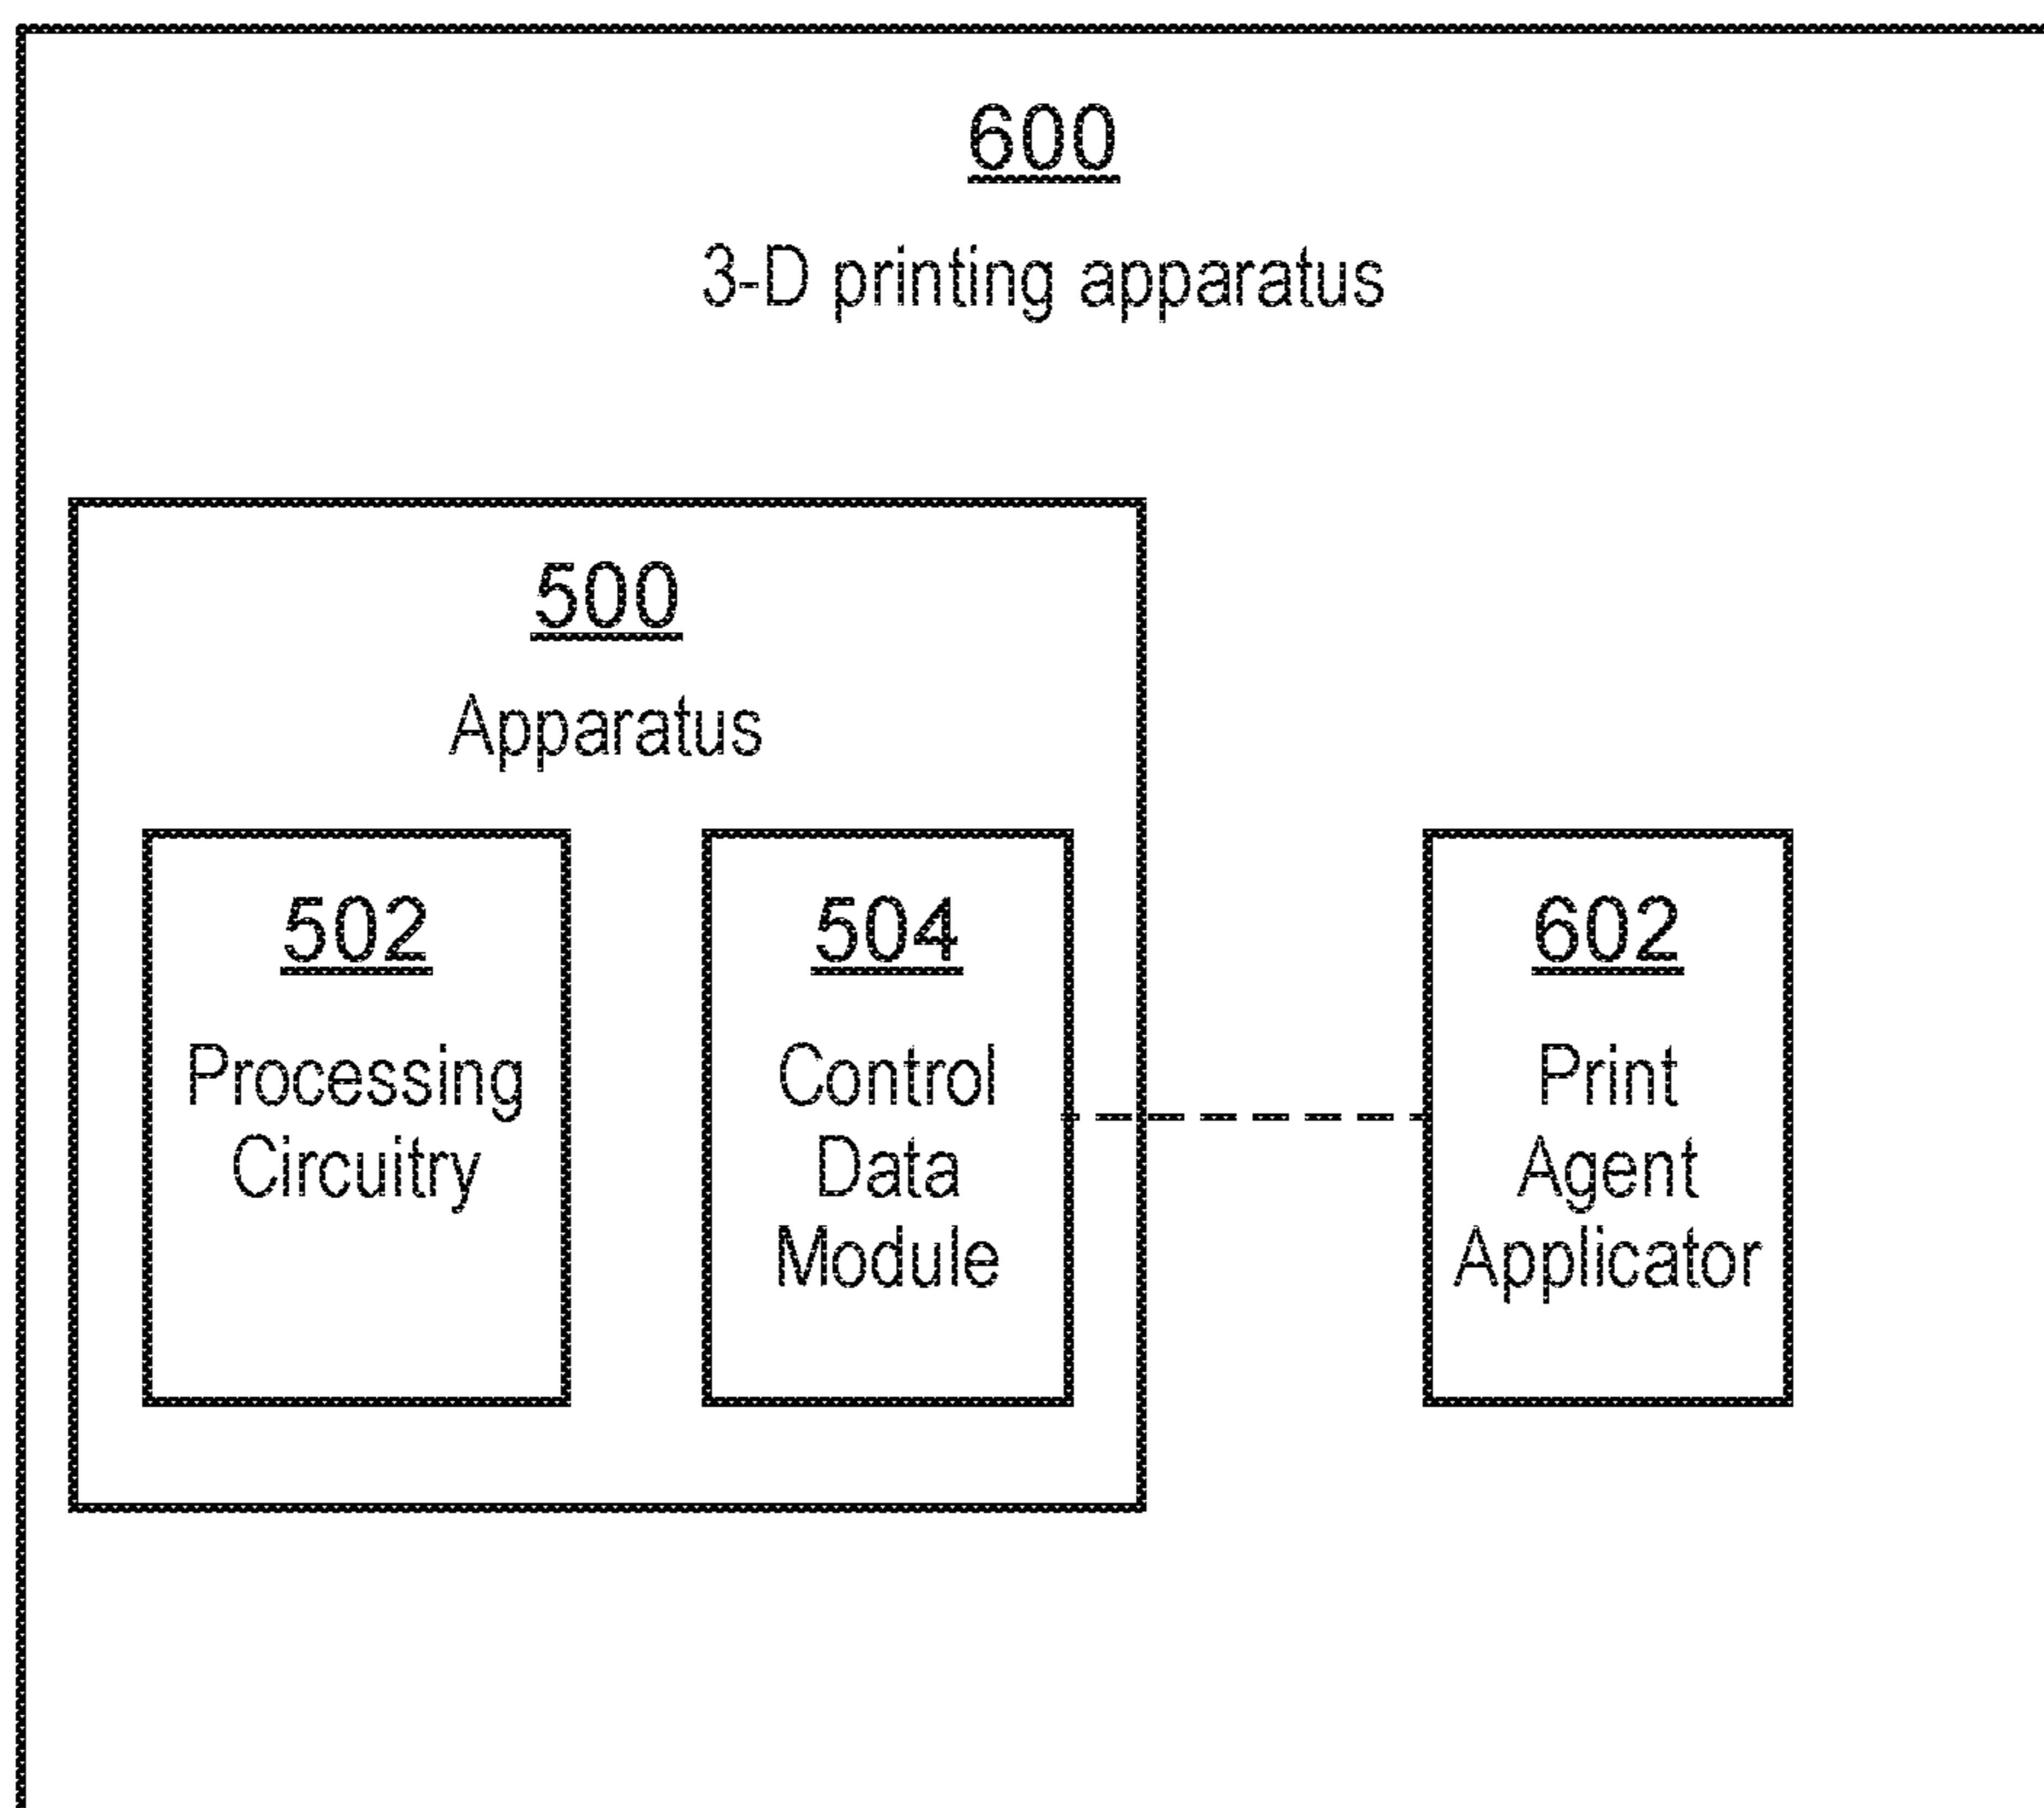 600
3-D printing apparatus
500
Apparatus
502
Processing
Circuitry
504
Control
Data
Module
602
Print
Agent
Applicator